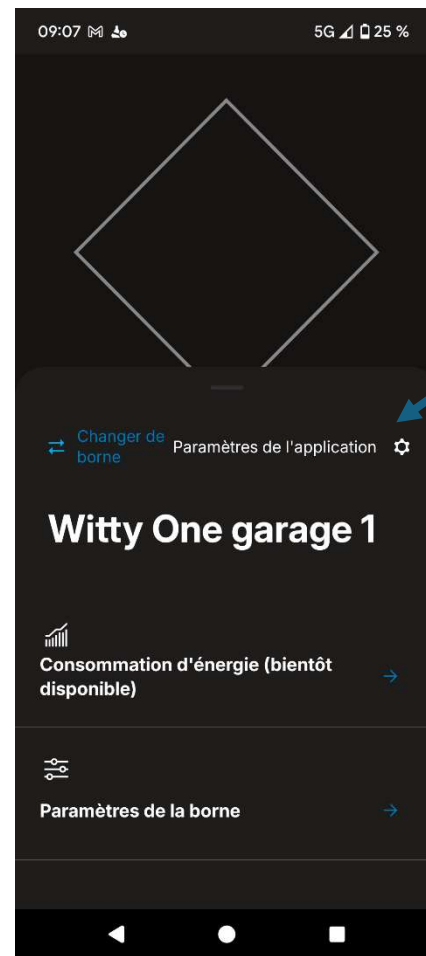 09:07 5G 25 %
Changer de
borne
Paramètres de l'application
Witty One garage 1
Consommation d'énergie (bientôt
disponible)
Paramètres de la borne